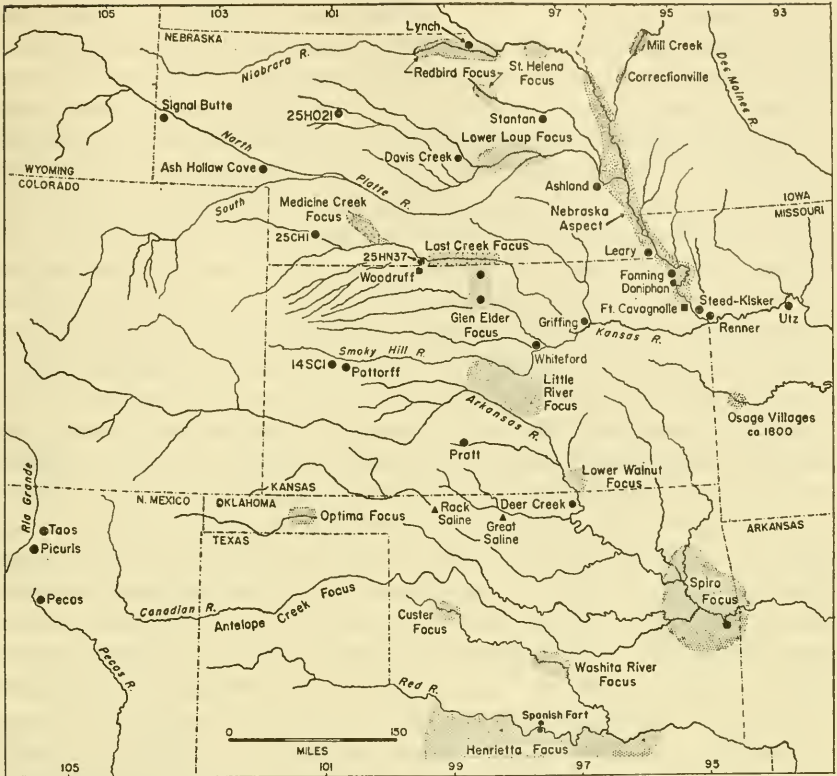 105
101
97
95
93
NEBRASKA
Lynch
Niobrara R.
Redbird Focus
St. Helena
Focus
Mill Creek
Correctionville
Des Moines R.
Signal Butte
25HO21
Stanton
North
Lower Loup Focus
Davis Creek
Ash Hollow Cove
WYOMING
COLORADO
Platte R.
South
Ashland
IOWA
MISSOURI
Medicine Creek
Focus
Nebraska
Aspect
25CH1
Lost Creek Focus
Leary
25HN37
Woodruff
Fanning
Doniphan
Steed-Kisker
Glen Elder
Focus
Ft. Cavagnolle
Renner
Utz
Griffing
Kansas R.
Smoky Hill R.
Whiteford
14SC1
Pottorff
Little
River
Focus
Arkansas R.
Osage Villages
ca 1800
Pratt
Lower Walnut
Focus
Rio Grande
KANSAS
N. MEXICO
OKLAHOMA
Deer Creek
Rock
Saline
Great
Saline
Optima Focus
TEXAS
ARKANSAS
Taos
Picuris
Spiro
Focus
Pecos
Canadian R.
Antelope Creek Focus
Custer
Focus
Pecos R.
Washita River
Focus
Red R.
Spanish Fort
0
150
MILES
Henrietta Focus
105
101
99
97
95